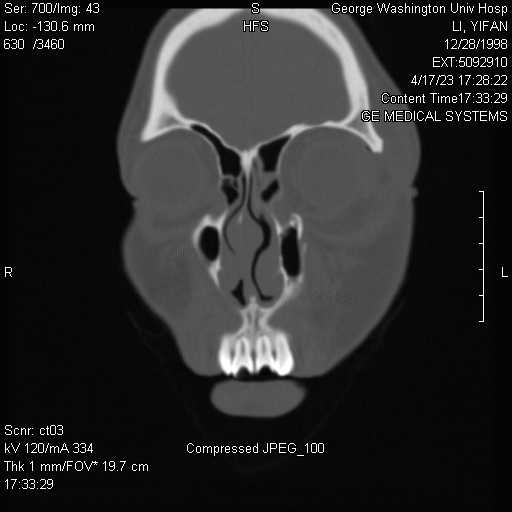 Ser: 700/Img: 43
Loc: -130.6 mm
630 /3460
S
HFS
George Washington Univ Hosp
LI, YIFAN
12/28/1998
EXT:5092910
4/17/23 17:28:22
Content Time17:33:29
GE MEDICAL SYSTEMS
R
L
Scnr: ct03
kV 120/mA 334
Thk 1 mm/FOV* 19.7 cm
17:33:29
Compressed JPEG_100